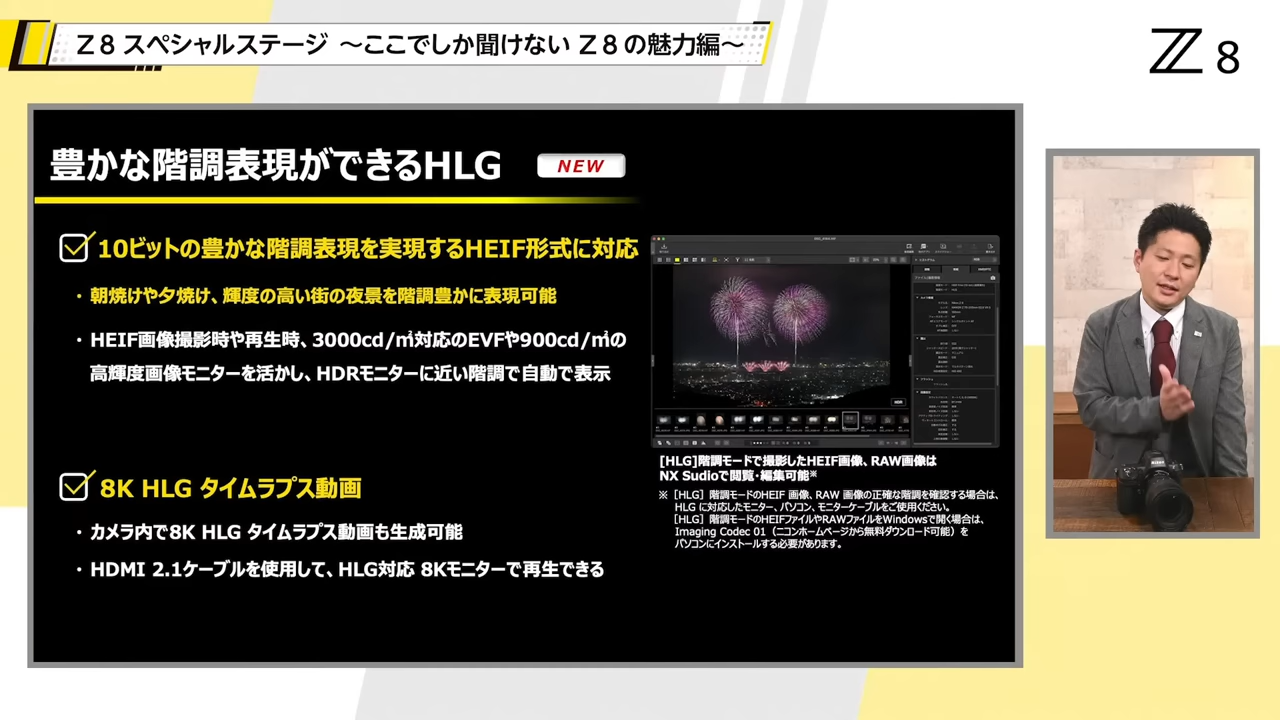 Z8 スペシャルステージ ～ここでしか聞けない Z8の魅力編～
Z 8
豊かな階調表現ができるHLG
NEW
10ビットの豊かな階調表現を実現するHEIF形式に対応
・ 朝焼けや夕焼け、輝度の高い街の夜景を階調豊かに表現可能
・ HEIF画像撮影時や再生時、3000cd/㎡対応のEVFや900cd/㎡の
高輝度画像モニターを活かし、HDRモニターに近い階調で自動で表示
8K HLG タイムラプス動画
・ カメラ内で8K HLG タイムラプス動画も生成可能
・ HDMI 2.1ケーブルを使用して、HLG対応 8Kモニターで再生できる
HDR
[HLG]階調モードで撮影したHEIF画像、RAW画像は
NX Sudioで閲覧・編集可能※
※ ［HLG］階調モードのHEIF 画像、RAW 画像の正確な階調を確認する場合は、
HLG に対応したモニター、パソコン、モニターケーブルをご使用ください。
［HLG］階調モードのHEIFファイルやRAWファイルをWindowsで開く場合は、
Imaging Codec 01（ニコンホームページから無料ダウンロード可能）を
パソコンにインストールする必要があります。
Nikon